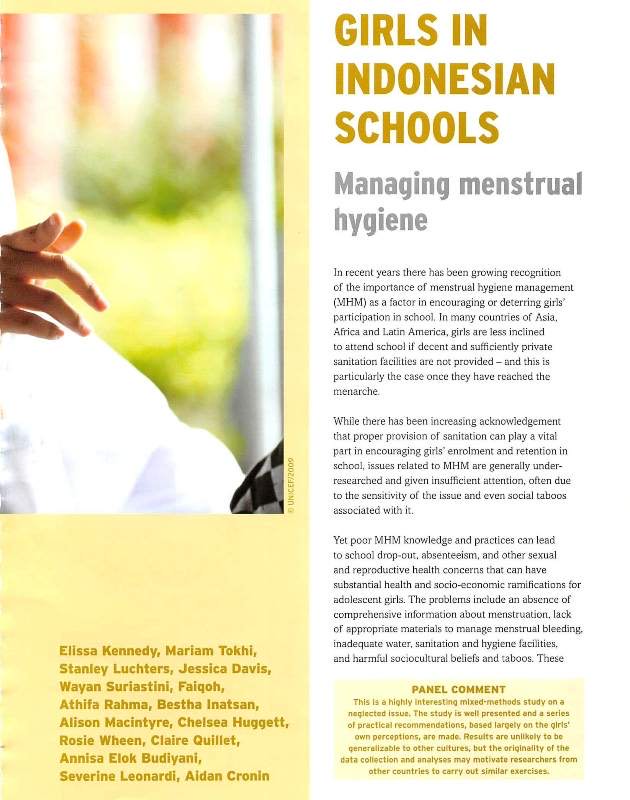 GIRLS IN
INDONESIAN
SCHOOLS
Managing menstrual
hygiene
In recent years there has been growing recognition
of the importance of menstrual hygiene management
(MHM) as a factor in encouraging or deterring girls'
participation in school. In many countries of Asia,
Africa and Latin America, girls are less inclined
to attend school if decent and sufficiently private
sanitation facilities are not provided – and this is
particularly the case once they have reached the
menarche.
While there has been increasing acknowledgement
that proper provision of sanitation can play a vital
part in encouraging girls' enrolment and retention in
school, issues related to MHM are generally under-
researched and given insufficient attention, often due
to the sensitivity of the issue and even social taboos
associated with it.
Yet poor MHM knowledge and practices can lead
to school drop-out, absenteeism, and other sexual
and reproductive health concerns that can have
substantial health and socio-economic ramifications for
adolescent girls. The problems include an absence of
comprehensive information about menstruation, lack
of appropriate materials to manage menstrual bleeding,
inadequate water, sanitation and hygiene facilities,
and harmful sociocultural beliefs and taboos. These
© UNICEF/2009
Elissa Kennedy, Mariam Tokhi,
Stanley Luchters, Jessica Davis,
Wayan Suriastini, Faiqoh,
Athifa Rahma, Bestha Inatsan,
Alison Macintyre, Chelsea Huggett,
Rosie Wheen, Claire Quillet,
Annisa Elok Budiyani,
Severine Leonardi, Aidan Cronin
PANEL COMMENT
This is a highly interesting mixed-methods study on a
neglected issue. The study is well presented and a series
of practical recommendations, based largely on the girls'
own perceptions, are made. Results are unlikely to be
generalizable to other cultures, but the originality of the
data collection and analyses may motivate researchers from
other countries to carry out similar exercises.